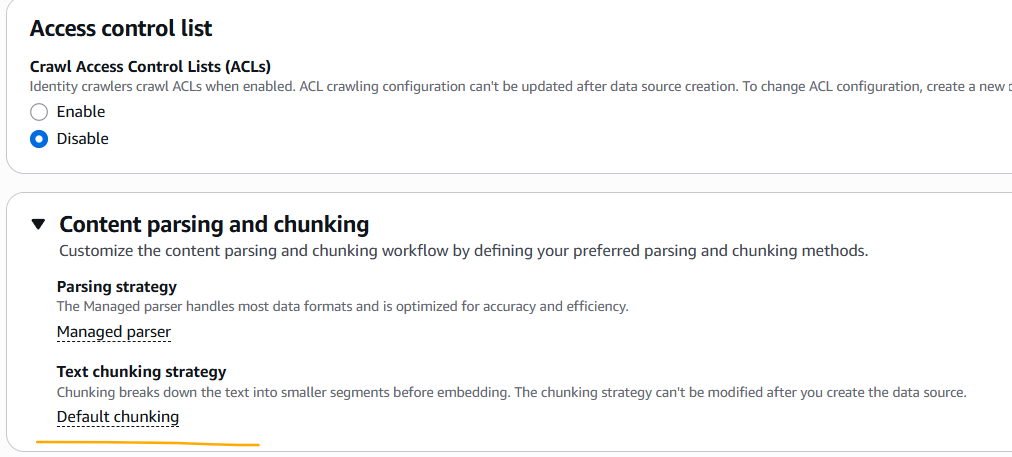 Access control list
Crawl Access Control Lists (ACLs)
Identity crawlers crawl ACLs when enabled. ACL crawling configuration can't be updated after data source creation. To change ACL configuration, create a new
Enable
Disable
Content parsing and chunking
Customize the content parsing and chunking workflow by defining your preferred parsing and chunking methods.
Parsing strategy
The Managed parser handles most data formats and is optimized for accuracy and efficiency.
Managed parser
Text chunking strategy
Chunking breaks down the text into smaller segments before embedding. The chunking strategy can't be modified after you create the data source.
Default chunking